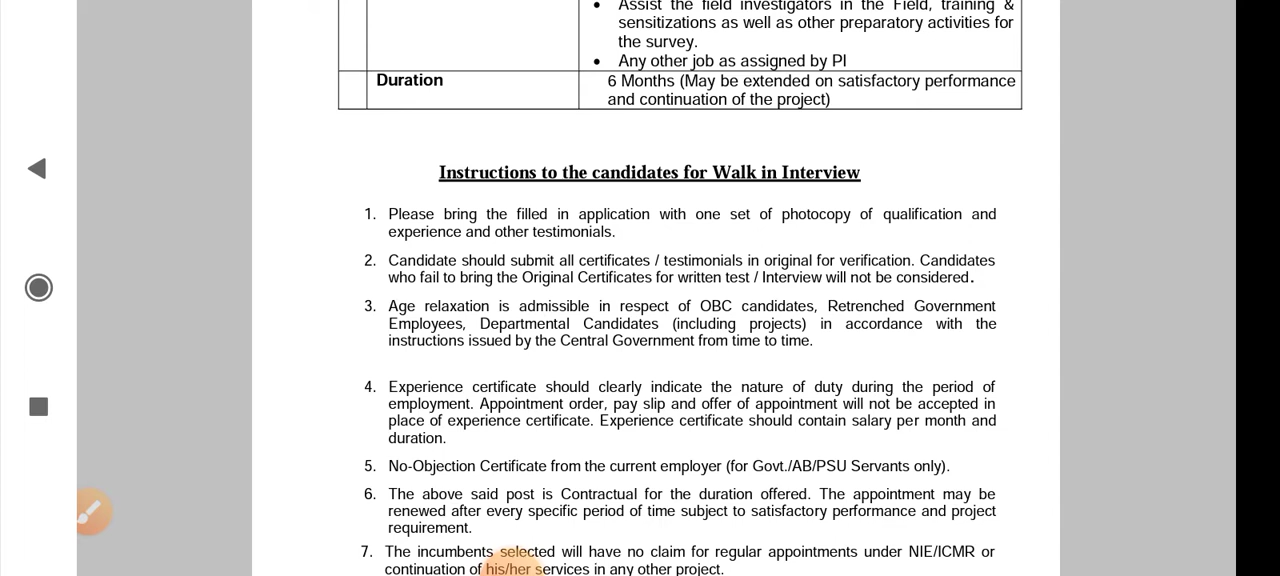 Assist the field investigators in the Field, training &
sensitizations as well as other preparatory activities for
the survey.
• Any other job as assigned by PI
Duration
6 Months (May be extended on satisfactory performance
and continuation of the project)
Instructions to the candidates for Walk in Interview
1. Please bring the filled in application with one set of photocopy of qualification and
experience and other testimonials.
2. Candidate should submit all certificates / testimonials in original for verification. Candidates
who fail to bring the Original Certificates for written test / Interview will not be considered.
3. Age relaxation is admissible in respect of OBC candidates, Retrenched Government
Employees, Departmental Candidates (including projects) in accordance with the
instructions issued by the Central Government from time to time.
4. Experience certificate should clearly indicate the nature of duty during the period of
employment. Appointment order, pay slip and offer of appointment will not be accepted in
place of experience certificate. Experience certificate should contain salary per month and
duration.
5. No-Objection Certificate from the current employer (for Govt./AB/PSU Servants only).
6. The above said post is Contractual for the duration offered. The appointment may be
renewed after every specific period of time subject to satisfactory performance and project
requirement.
7. The incumbents selected will have no claim for regular appointments under NIE/ICMR or
continuation of his/her services in any other project.